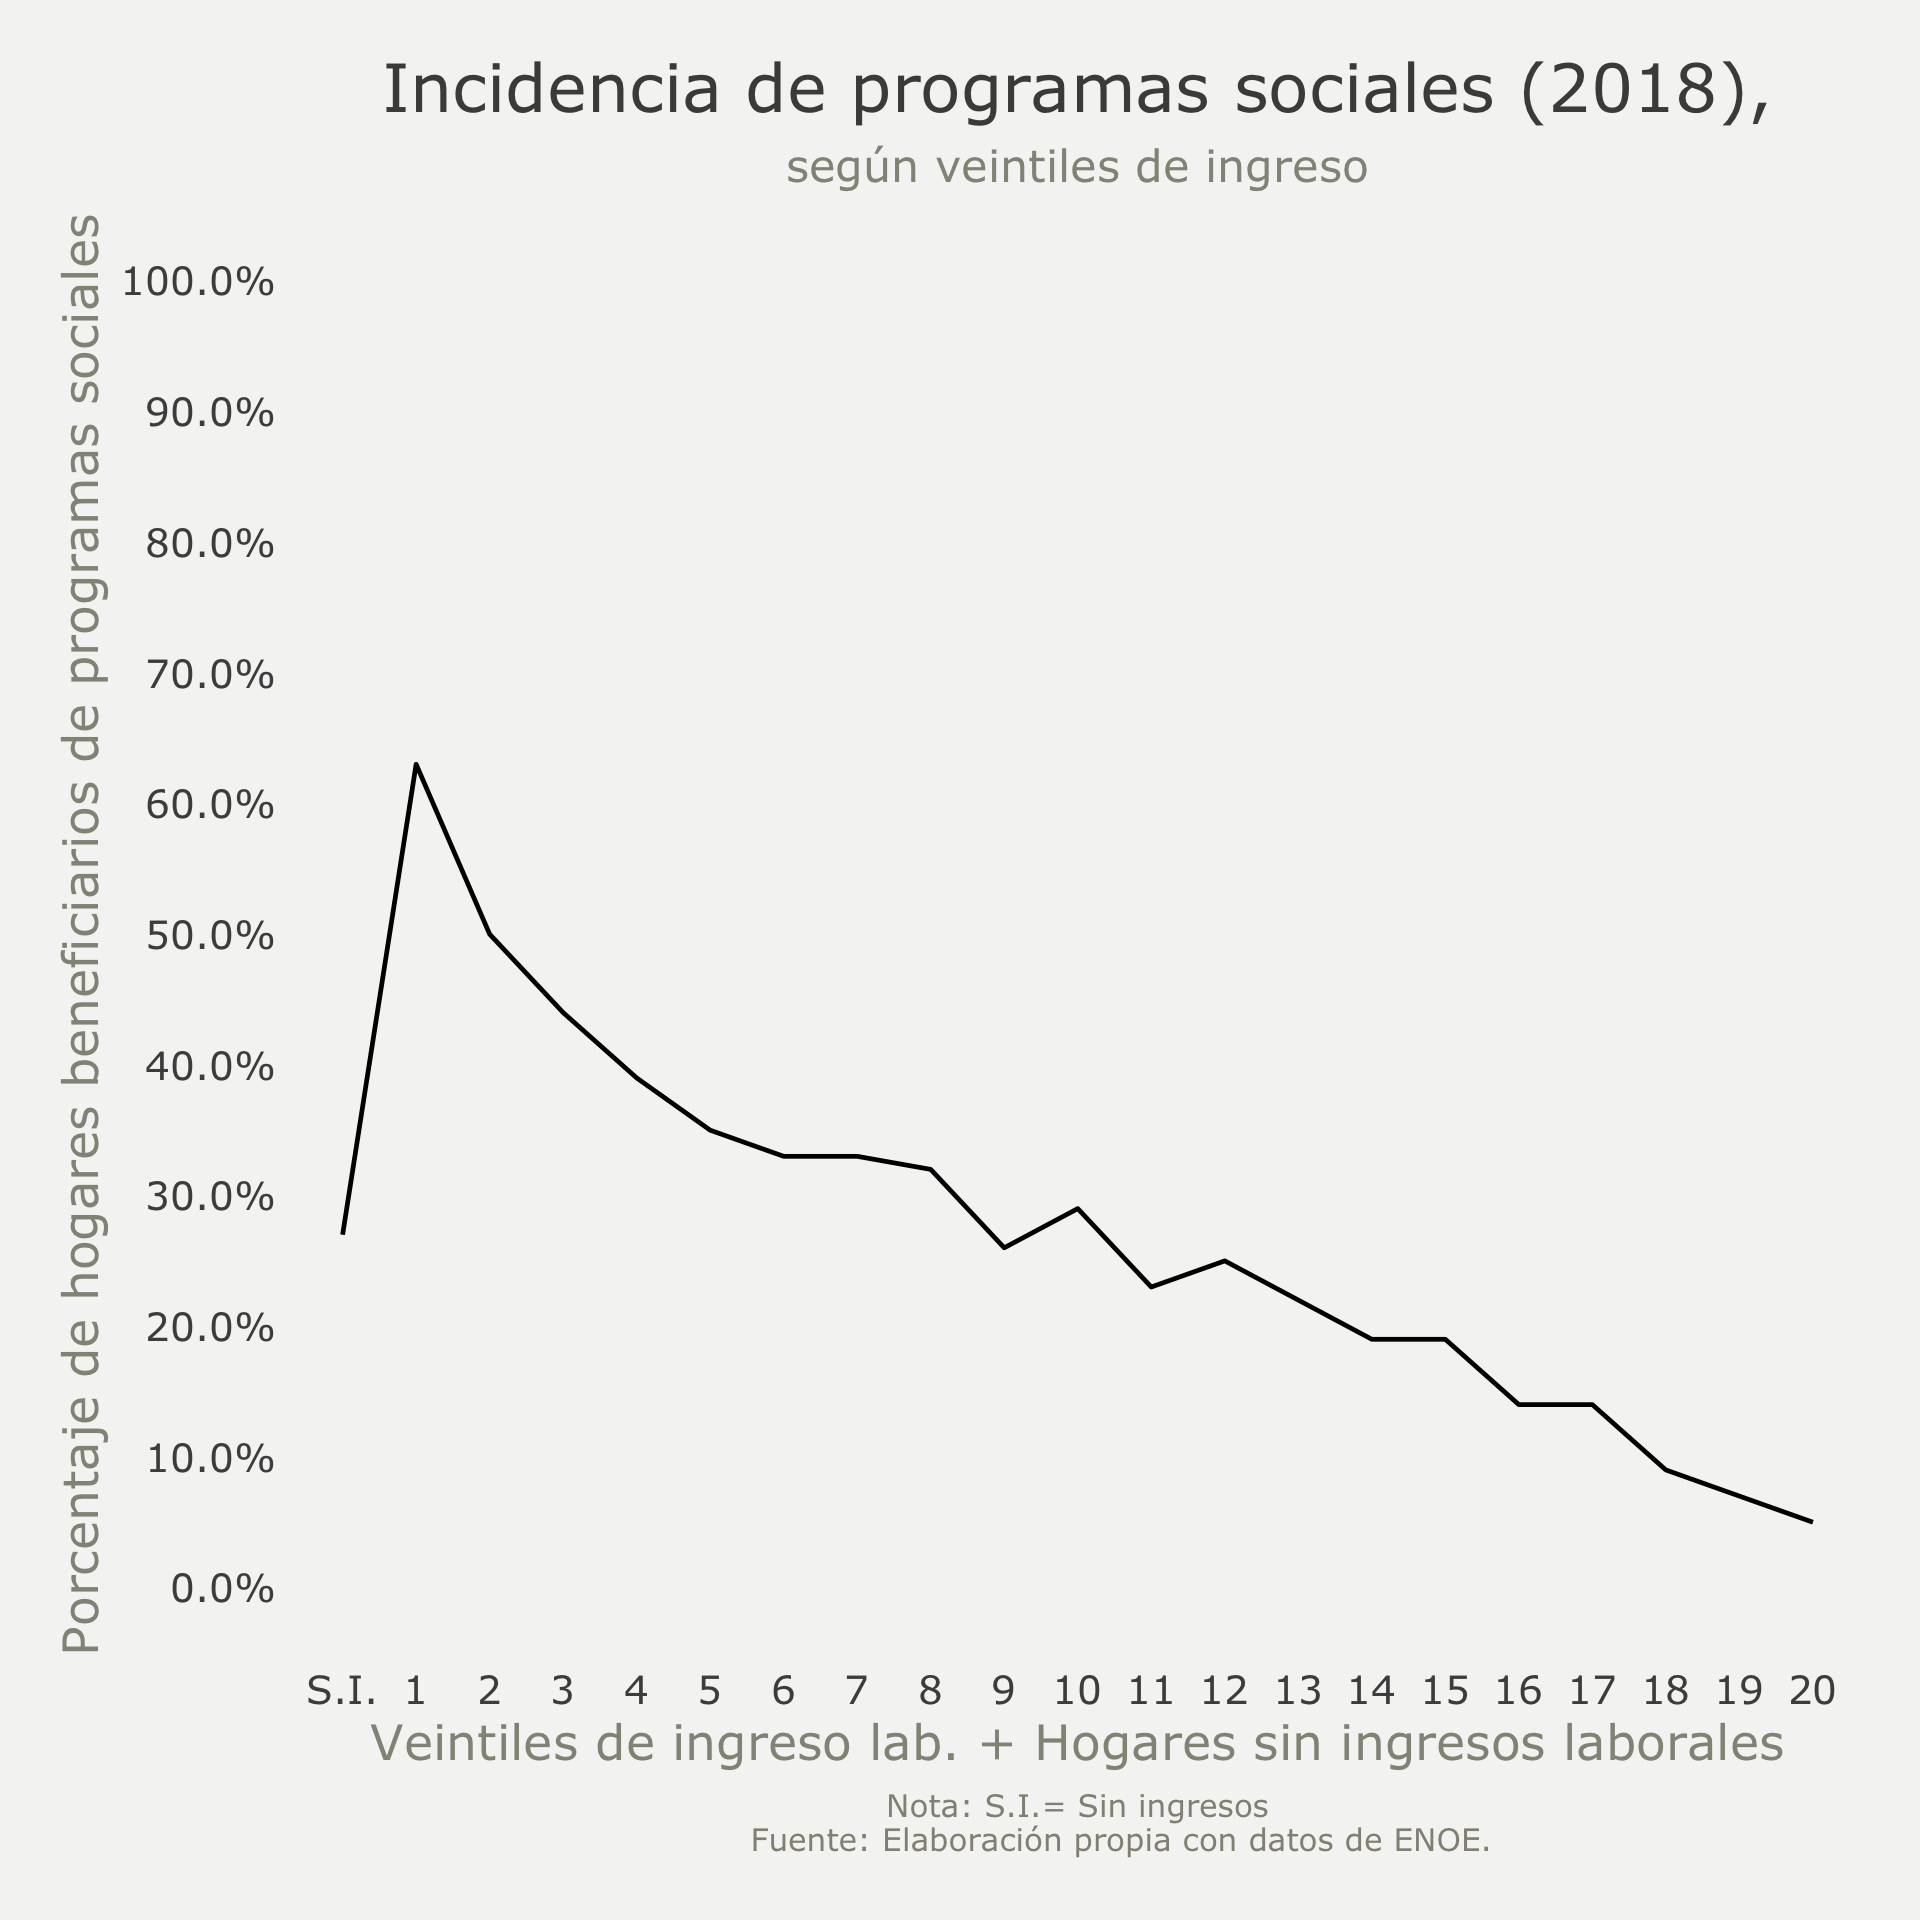 Incidencia de programas sociales (2018),
según veintiles de ingreso
Porcentaje de hogares beneficiarios de programas sociales
100.0%
90.0%
80.0%
70.0%
60.0%
50.0%
40.0%
30.0%
20.0%
10.0%
0.0%
S.I. 1 2 3 4 5 6 7 8 9 10 11 12 13 14 15 16 17 18 19 20
Veintiles de ingreso lab. + Hogares sin ingresos laborales
Nota: S.I.= Sin ingresos
Fuente: Elaboración propia con datos de ENOE.